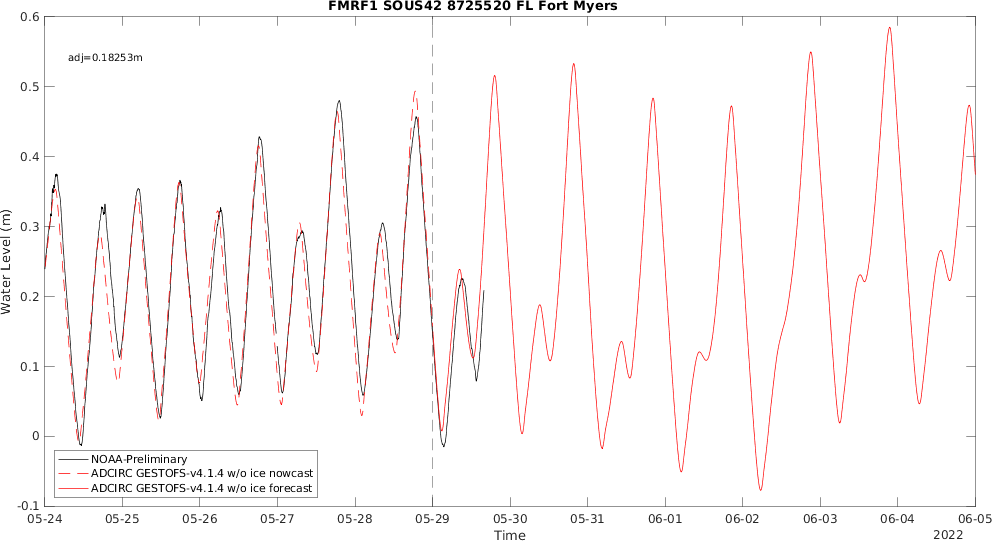 FMRF1 SOUS42 8725520 FL Fort Myers
0.6
adj=0.18253m
0.5
0.4
0.3
0.2
0.1
0
-0.1
Water Level (m)
NOAA-Preliminary
ADCIRC GESTOFS-v4.1.4 w/o ice nowcast
ADCIRC GESTOFS-v4.1.4 w/o ice forecast
05-24 05-25 05-26 05-27 05-28 05-29 05-30 05-31 06-01 06-02 06-03 06-04 06-05
Time
2022